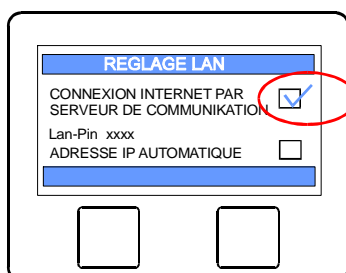 REGLAGE LAN
CONNEXION INTERNET PAR
SERVEUR DE COMMUNIKATION
Lan-Pin xxxx
ADRESSE IP AUTOMATIQUE